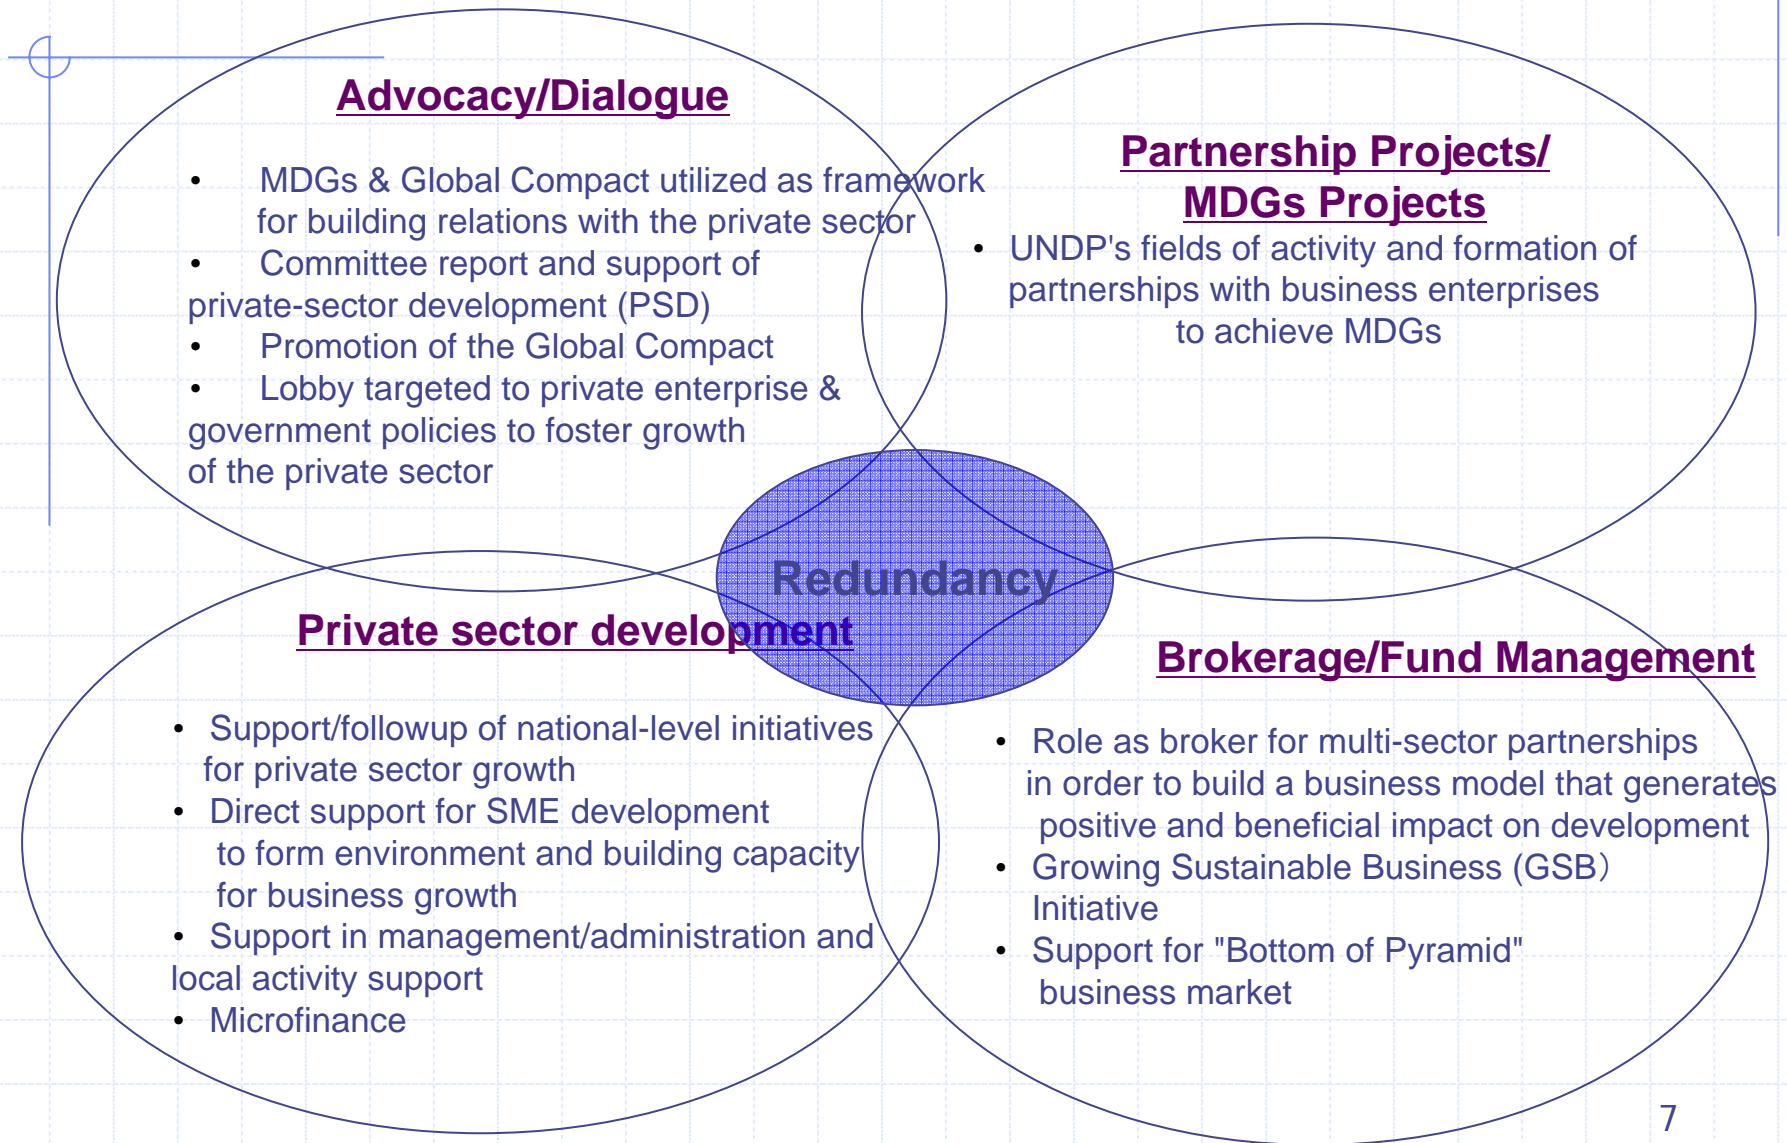 Advocacy/Dialogue
• MDGs & Global Compact utilized as framework
for building relations with the private sector
• Committee report and support of
private-sector development (PSD)
• Promotion of the Global Compact
• Lobby targeted to private enterprise &
government policies to foster growth
of the private sector
Partnership Projects/
MDGs Projects
• UNDP's fields of activity and formation of
partnerships with business enterprises
to achieve MDGs
Redundancy
Private sector development
• Support/followup of national-level initiatives
for private sector growth
• Direct support for SME development
to form environment and building capacity
for business growth
• Support in management/administration and
local activity support
• Microfinance
Brokerage/Fund Management
• Role as broker for multi-sector partnerships
in order to build a business model that generates
positive and beneficial impact on development
• Growing Sustainable Business (GSB）
Initiative
• Support for "Bottom of Pyramid"
business market
7